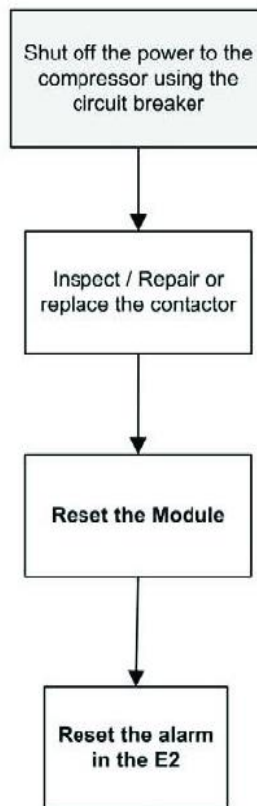 Shut off the power to the
compressor using the
circuit breaker
Inspect / Repair or
replace the contactor
Reset the Module
Reset the alarm
in the E2